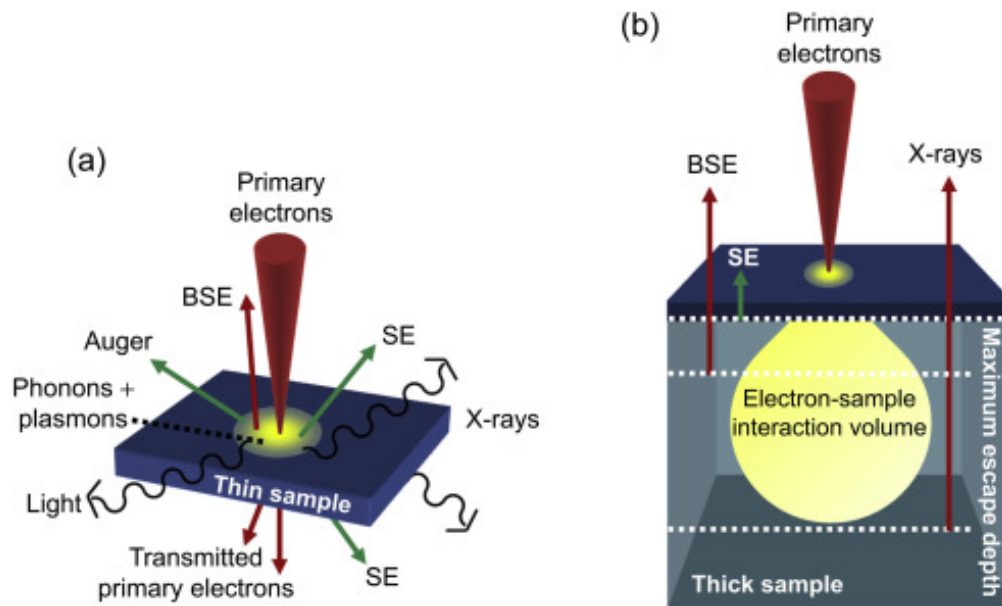 (a)
Primary
electrons
BSE
SE
Auger
Phonons +
plasmons
X-rays
Thin sample
Light
Transmitted
primary electrons
SE
(b)
Primary
electrons
BSE
X-rays
SE
Electron-sample
interaction volume
Maximum escape depth
Thick sample